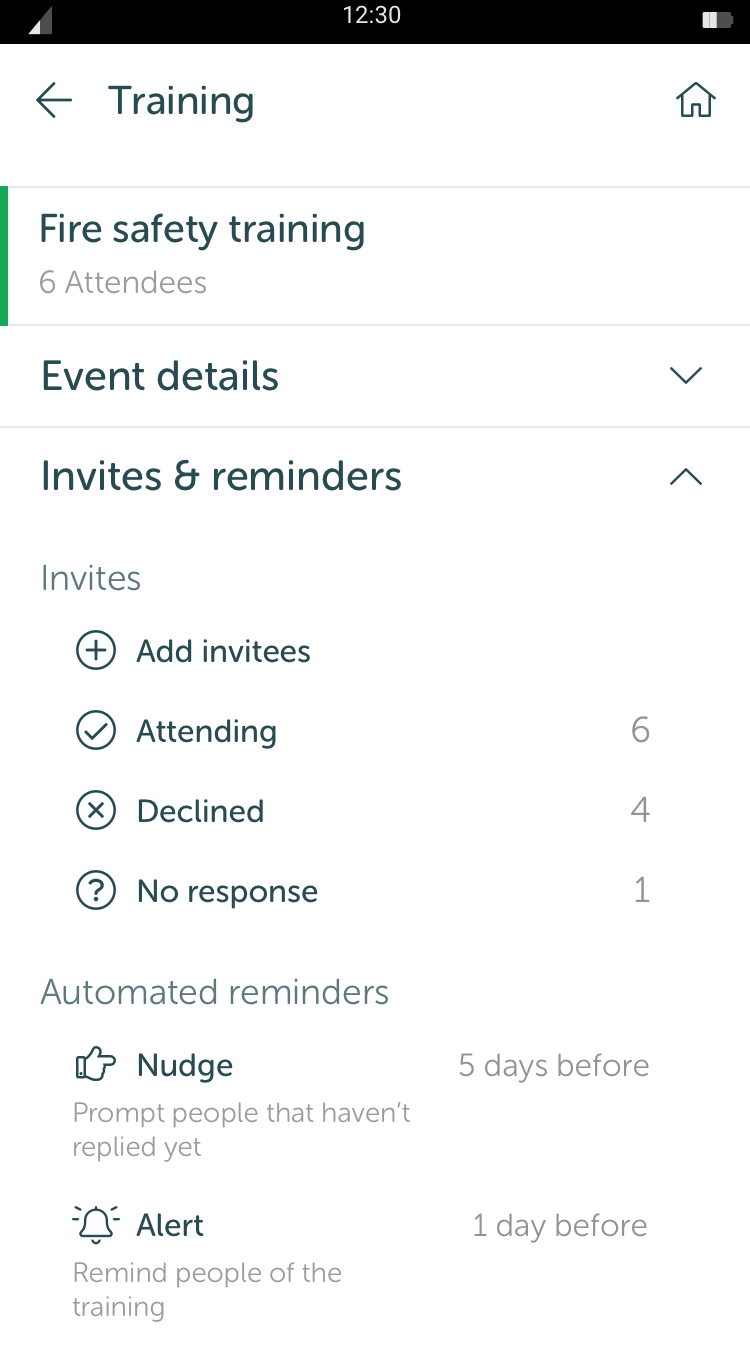 12:30
Training
Fire safety training
6 Attendees
Event details
Invites & reminders
Invites
Add invitees
Attending 6
Declined 4
No response 1
Automated reminders
Nudge 5 days before
Prompt people that haven’t
replied yet
Alert 1 day before
Remind people of the
training